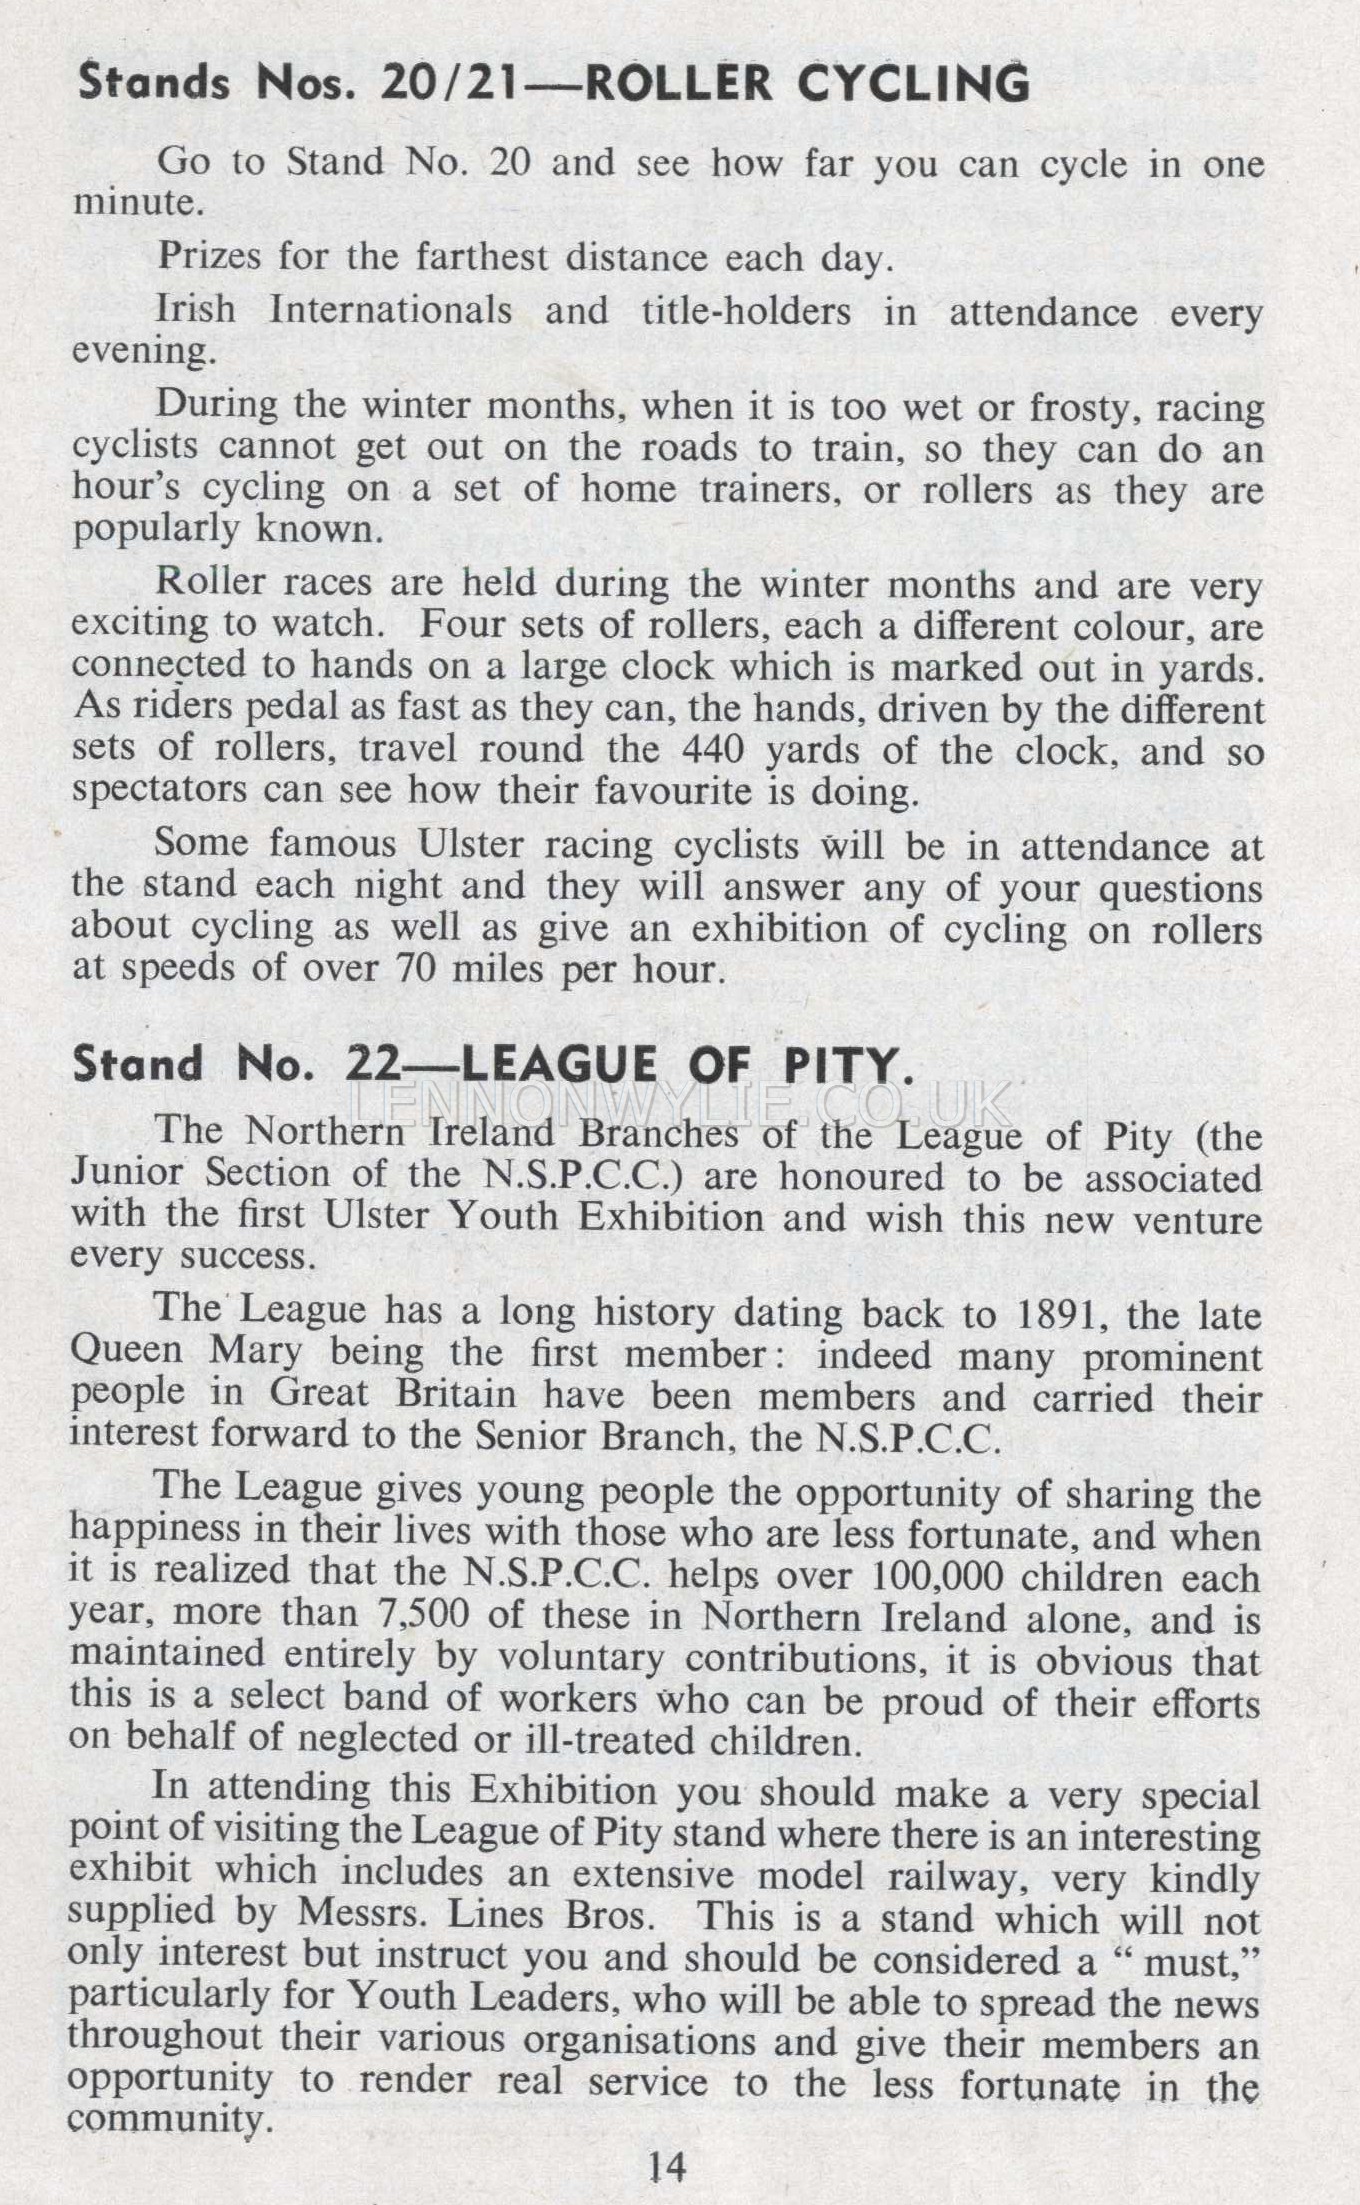 Stands Nos. 20/21—ROLLER CYCLING
Go to Stand No. 20 and see how far you can cycle in one
minute.
Prizes for the farthest distance each day.
Irish Internationals and title-holders in attendance every
evening.
During the winter months, when it is too wet or frosty, racing
cyclists cannot get out on the roads to train, so they can do an
hour's cycling on a set of home trainers, or rollers as they are
popularly known.
Roller races are held during the winter months and are very
exciting to watch. Four sets of rollers, each a different colour, are
connected to hands on a large clock which is marked out in yards.
As riders pedal as fast as they can, the hands, driven by the different
sets of rollers, travel round the 440 yards of the clock, and so
spectators can see how their favourite is doing.
Some famous Ulster racing cyclists will be in attendance at
the stand each night and they will answer any of your questions
about cycling as well as give an exhibition of cycling on rollers
at speeds of over 70 miles per hour.
Stand No. 22—LEAGUE OF PITY.
LENNONWYLIE.CO.UK
The Northern Ireland Branches of the League of Pity (the
Junior Section of the N.S.P.C.C.) are honoured to be associated
with the first Ulster Youth Exhibition and wish this new venture
every success.
The League has a long history dating back to 1891, the late
Queen Mary being the first member: indeed many prominent
people in Great Britain have been members and carried their
interest forward to the Senior Branch, the N.S.P.C.C.
The League gives young people the opportunity of sharing the
happiness in their lives with those who are less fortunate, and when
it is realized that the N.S.P.C.C. helps over 100,000 children each
year, more than 7,500 of these in Northern Ireland alone, and is
maintained entirely by voluntary contributions, it is obvious that
this is a select band of workers who can be proud of their efforts
on behalf of neglected or ill-treated children.
In attending this Exhibition you should make a very special
point of visiting the League of Pity stand where there is an interesting
exhibit which includes an extensive model railway, very kindly
supplied by Messrs. Lines Bros. This is a stand which will not
only interest but instruct you and should be considered a " must,"
particularly for Youth Leaders, who will be able to spread the news
throughout their various organisations and give their members an
opportunity to render real service to the less fortunate in the
community.
14